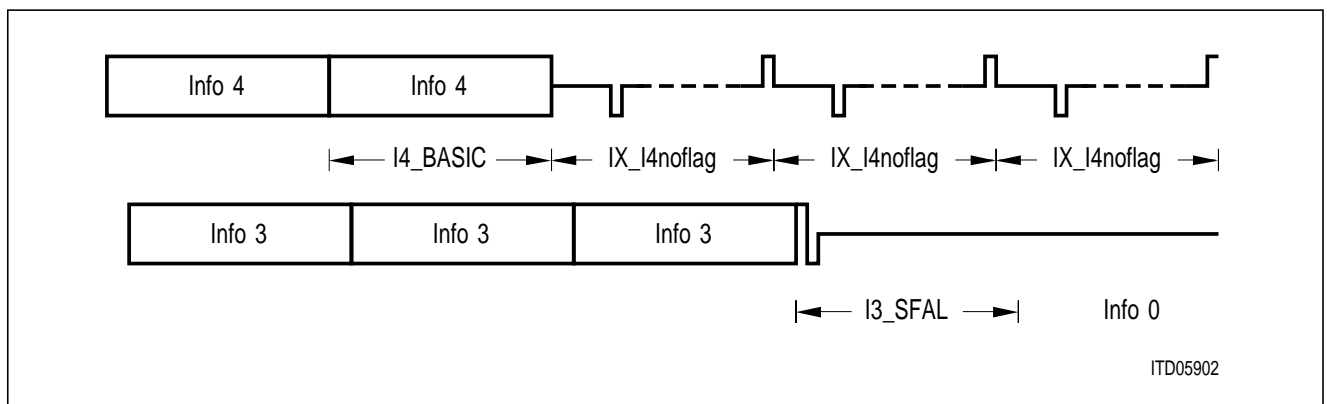 Info 4 Info 4
I4_BASIC IX_I4noflag IX_I4noflag IX_I4noflag
Info 3 Info 3 Info 3
I3_SFAL Info 0
ITD05902